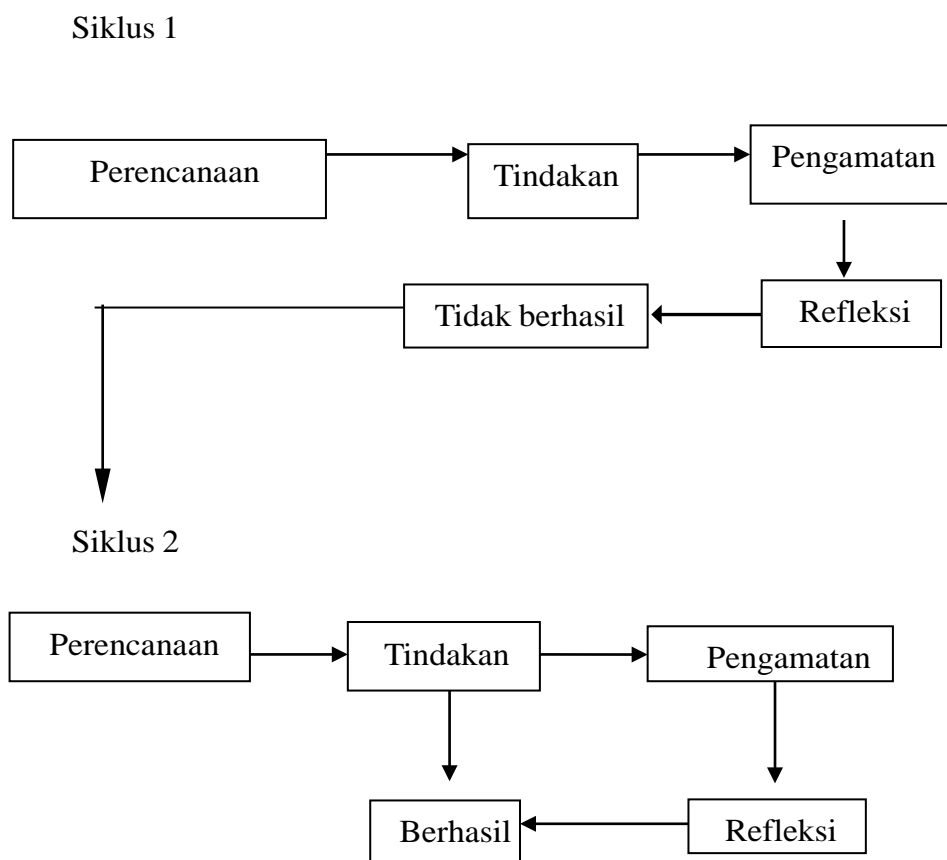 Siklus 1
Perencanaan
Tindakan
Pengamatan
Tidak berhasil
Refleksi
Siklus 2
Perencanaan
Tindakan
Pengamatan
Berhasil
Refleksi